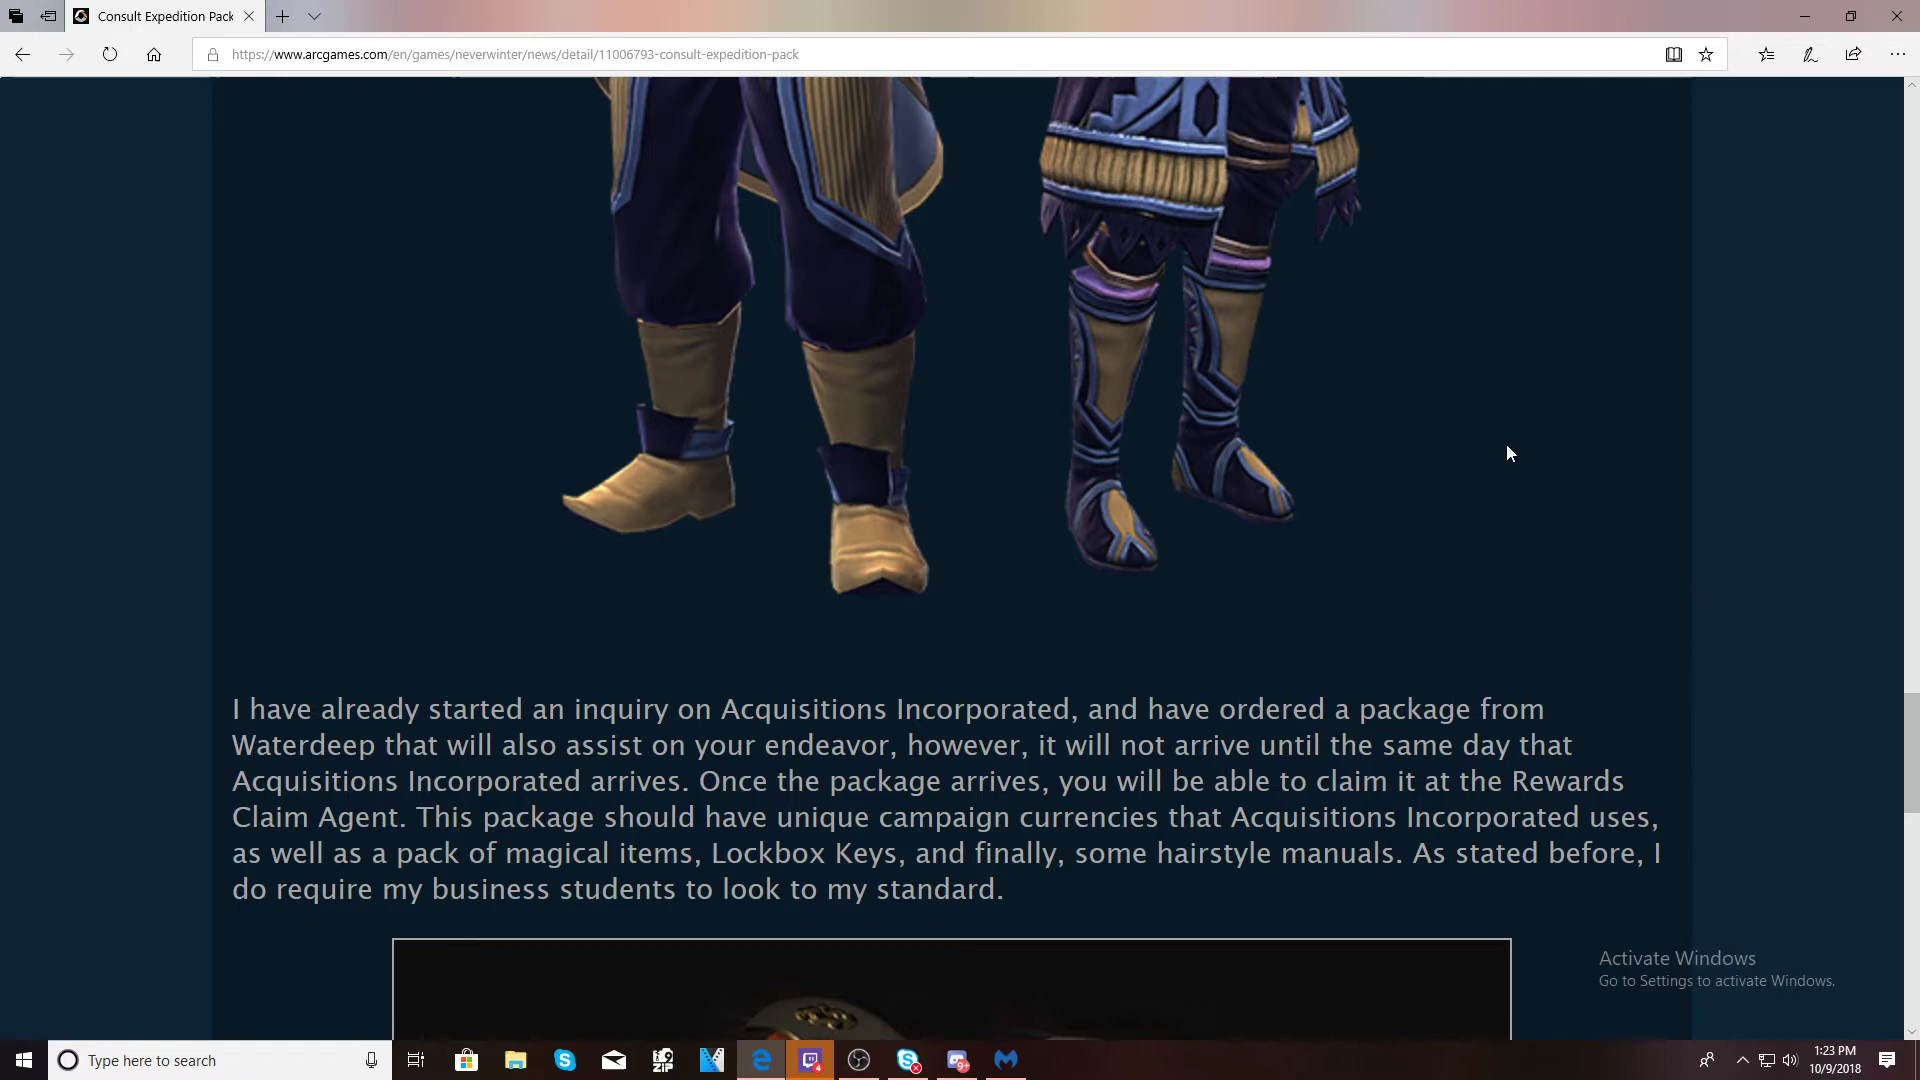 Consult Expedition Pack
https://www.arcgames.com/en/games/neverwinter/news/detail/11006793-consult-expedition-pack
I have already started an inquiry on Acquisitions Incorporated, and have ordered a package from
Waterdeep that will also assist on your endeavor, however, it will not arrive until the same day that
Acquisitions Incorporated arrives. Once the package arrives, you will be able to claim it at the Rewards
Claim Agent. This package should have unique campaign currencies that Acquisitions Incorporated uses,
as well as a pack of magical items, Lockbox Keys, and finally, some hairstyle manuals. As stated before, I
do require my business students to look to my standard.
Activate Windows
Go to Settings to activate Windows.
Type here to search
7.9
ZIP
4
9+
1:23 PM
10/9/2018